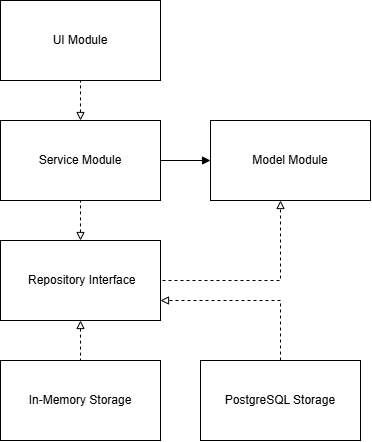 UI Module
Service Module
Model Module
Repository Interface
In-Memory Storage
PostgreSQL Storage